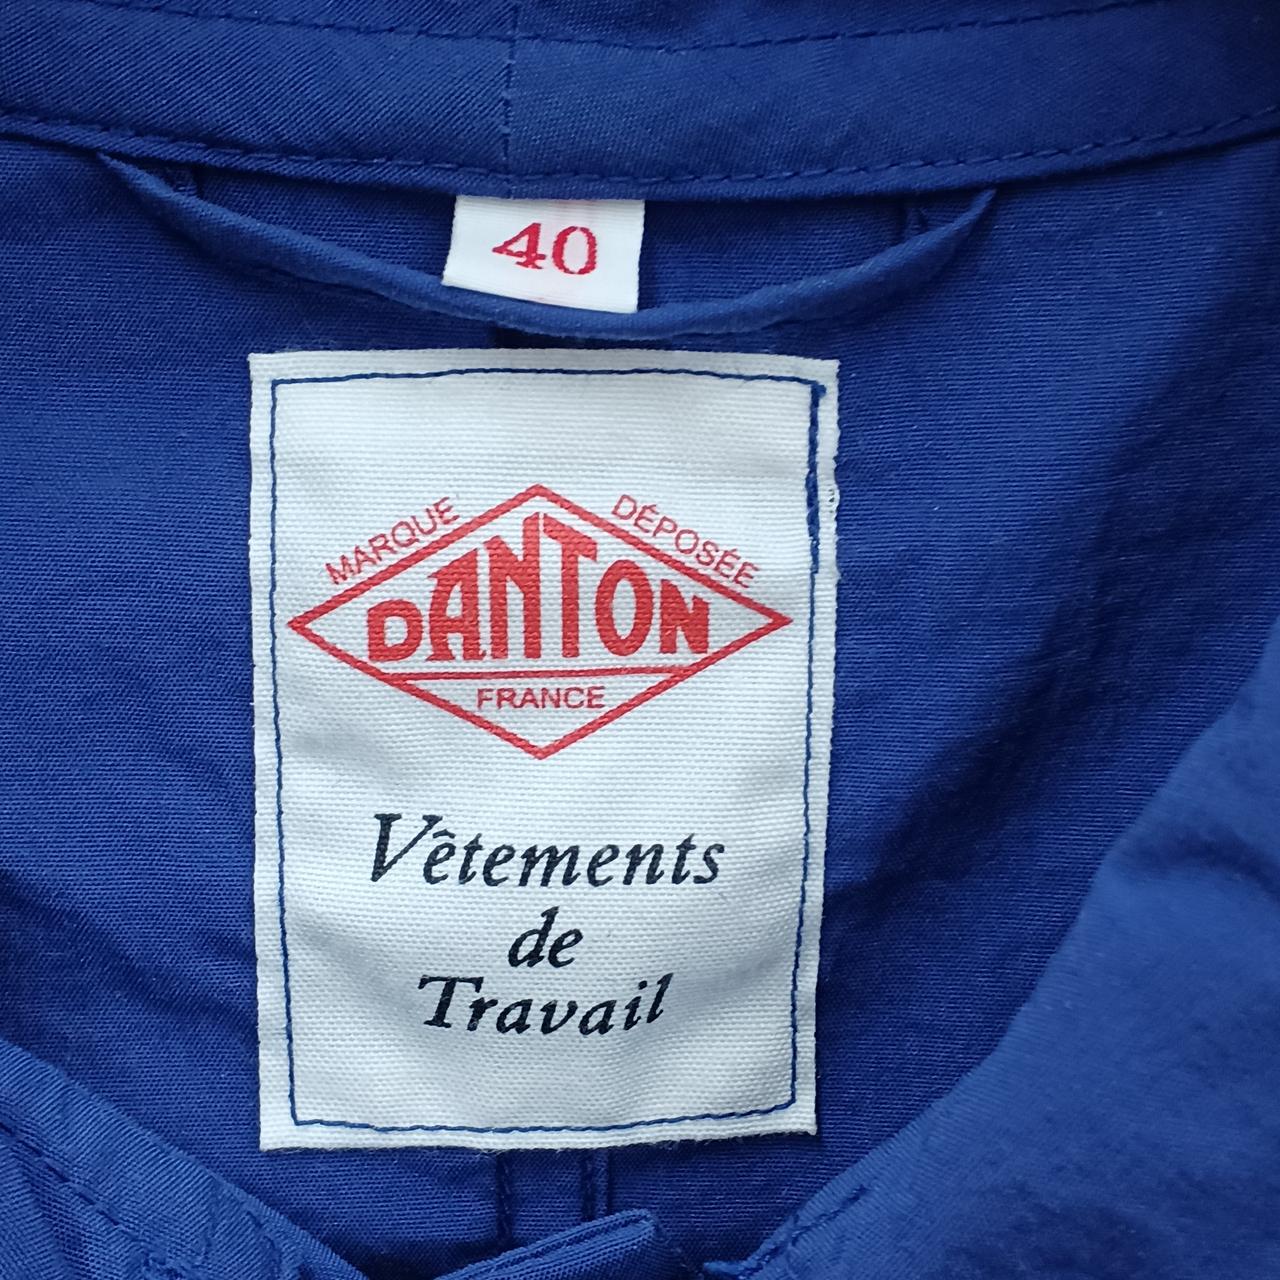 40
MARQUE DÉPOSÉE
DANTON
FRANCE
Vêtements
de
Travail